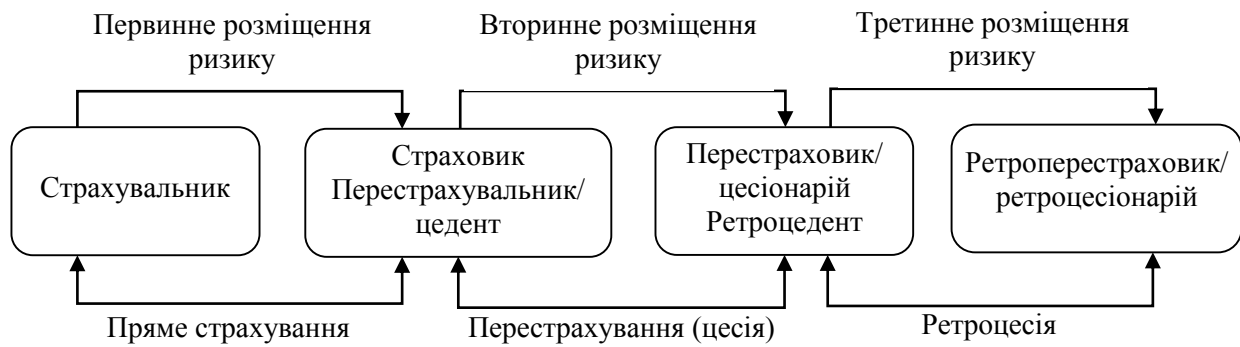 Первинне розміщення
ризику
Вторинне розміщення
ризику
Третинне розміщення
ризику
Страхувальник
Страховик
Перестрахувальник/
цедент
Перестраховик/
цесіонарій
Ретроцедент
Ретроперестраховик/
ретроцесіонарій
Пряме страхування
Перестрахування (цесія)
Ретроцесія